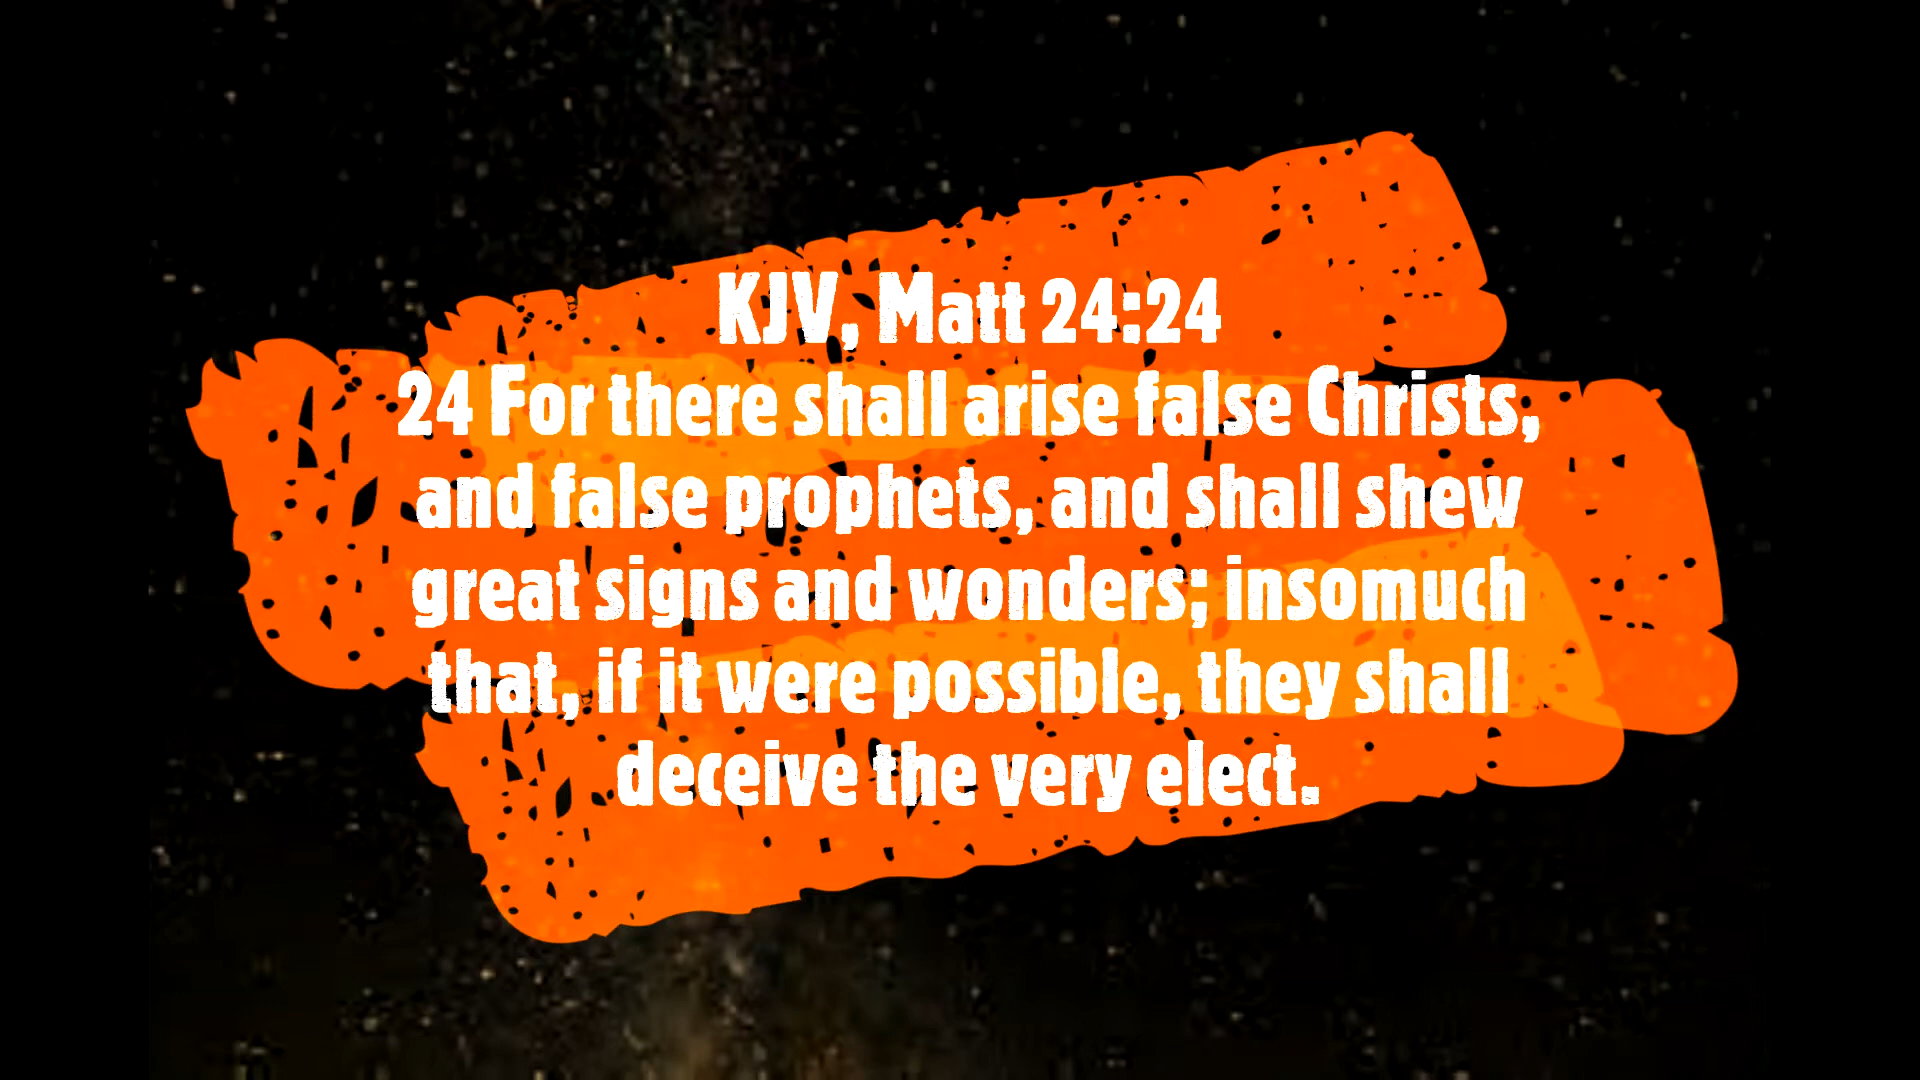 KJV, Matt 24:24
24 For there shall arise false Christs,
and false prophets, and shall shew
great signs and wonders; insomuch
that, if it were possible, they shall
deceive the very elect.